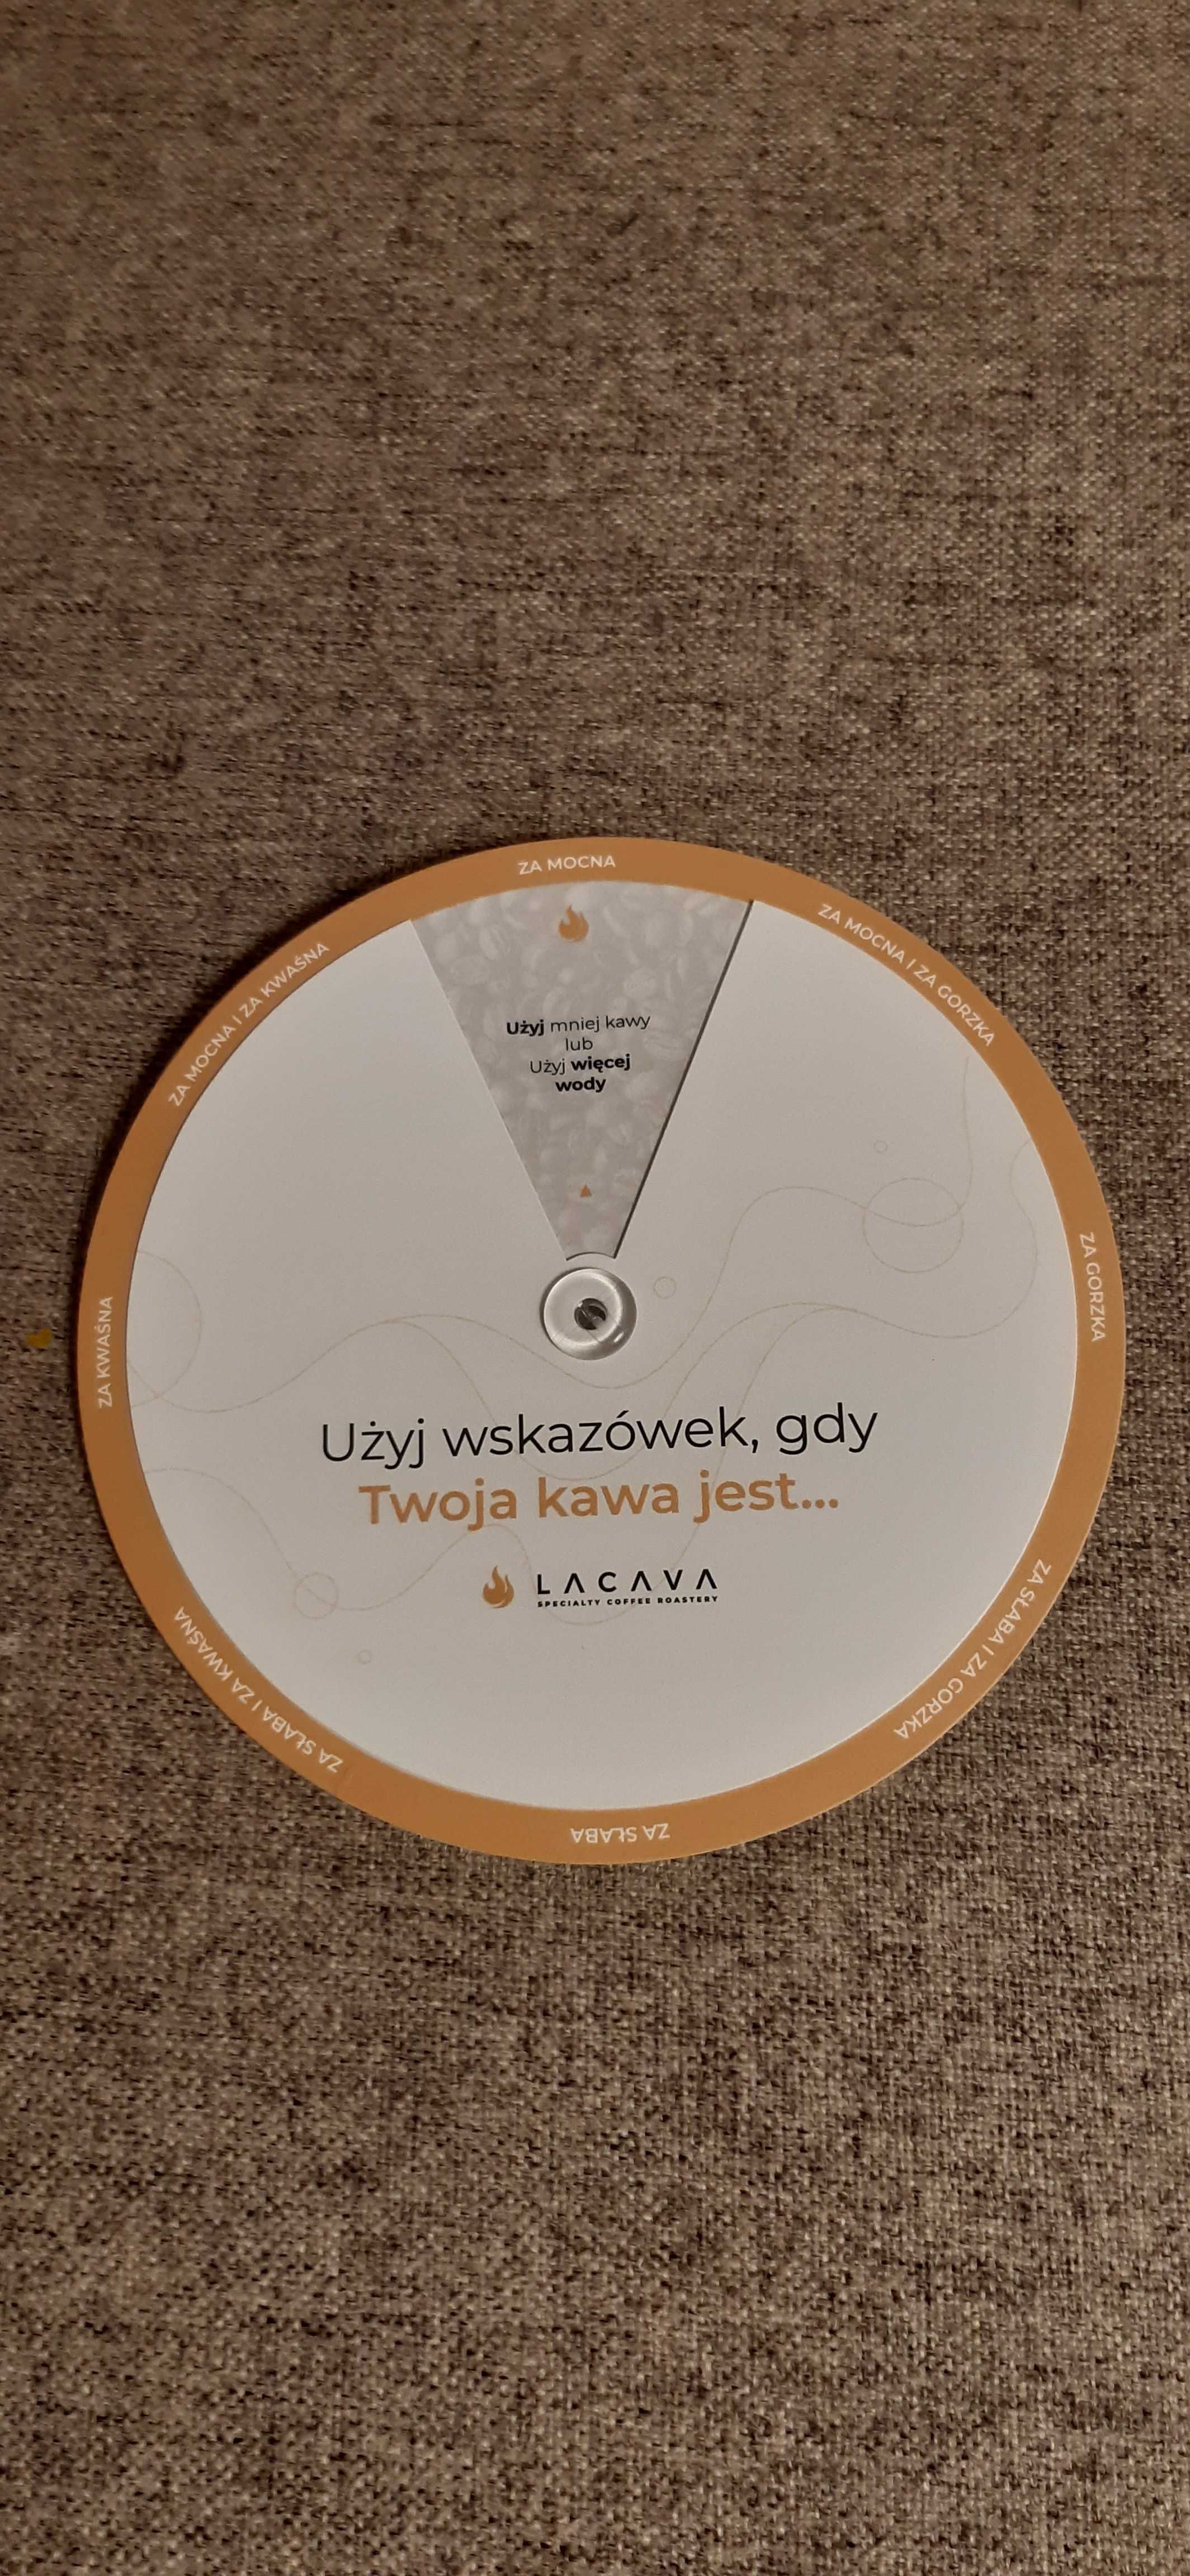 ZA MOCNA
ZA MOCNA I ZA GORZKA
ZA GORZKA
ZA SŁABA I ZA GORZKA
ZA SŁABA
ZA SŁABA I ZA KWAŚNA
ZA KWAŚNA
ZA MOCNA I ZA KWAŚNA
Użyj mniej kawy
lub
Użyj więcej
wody
Użyj wskazówek, gdy
Twoja kawa jest...
LACAVA
SPECIALTY COFFEE ROASTERY